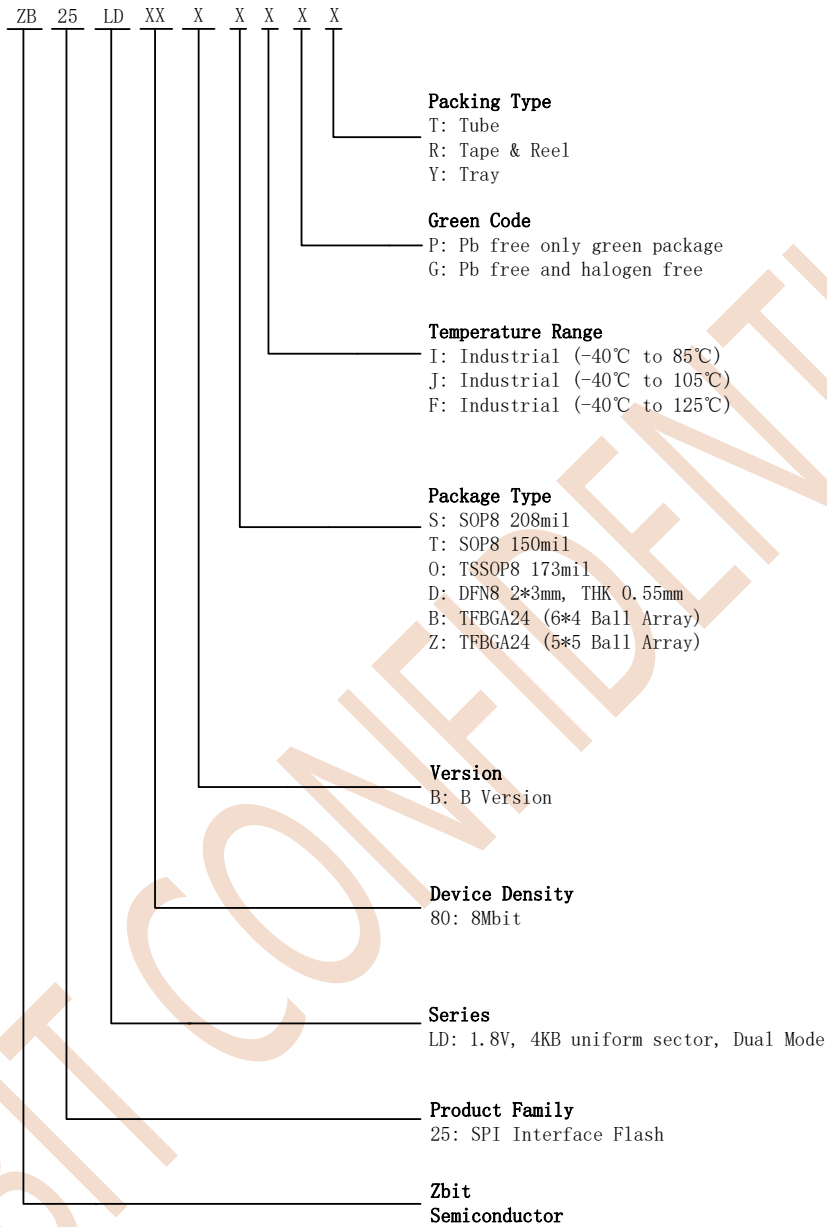 ZB 25 LD XX X X X X X
Packing Type
T: Tube
R: Tape & Reel
Y: Tray
Green Code
P: Pb free only green package
G: Pb free and halogen free
Temperature Range
I: Industrial (-40℃ to 85℃)
J: Industrial (-40℃ to 105℃)
F: Industrial (-40℃ to 125℃)
Package Type
S: SOP8 208mil
T: SOP8 150mil
O: TSSOP8 173mil
D: DFN8 2*3mm, THK 0.55mm
B: TFBGA24 (6*4 Ball Array)
Z: TFBGA24 (5*5 Ball Array)
Version
B: B Version
Device Density
80: 8Mbit
Series
LD: 1.8V, 4KB uniform sector, Dual Mode
Product Family
25: SPI Interface Flash
Zbit
Semiconductor
BIT CONFIDENTI